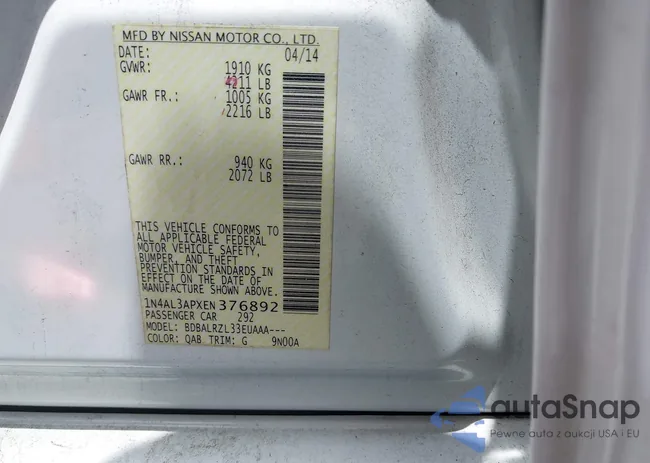 MFD BY NISSAN MOTOR CO., LTD.
DATE: 04/14
GVWR: 1910 KG
4211 LB
GAWR FR.: 1005 KG
2216 LB
GAWR RR.: 940 KG
2072 LB
THIS VEHICLE CONFORMS TO
ALL APPLICABLE FEDERAL
MOTOR VEHICLE SAFETY,
BUMPER, AND THEFT
PREVENTION STANDARDS IN
EFFECT ON THE DATE OF
MANUFACTURE SHOWN ABOVE.
1N4AL3APXEN376892
PASSENGER CAR 292
MODEL: BDBALRZL33EUAAA---
COLOR: QAB TRIM: G 9N00A
autaSnap
Pewne auta z aukcji USA i EU